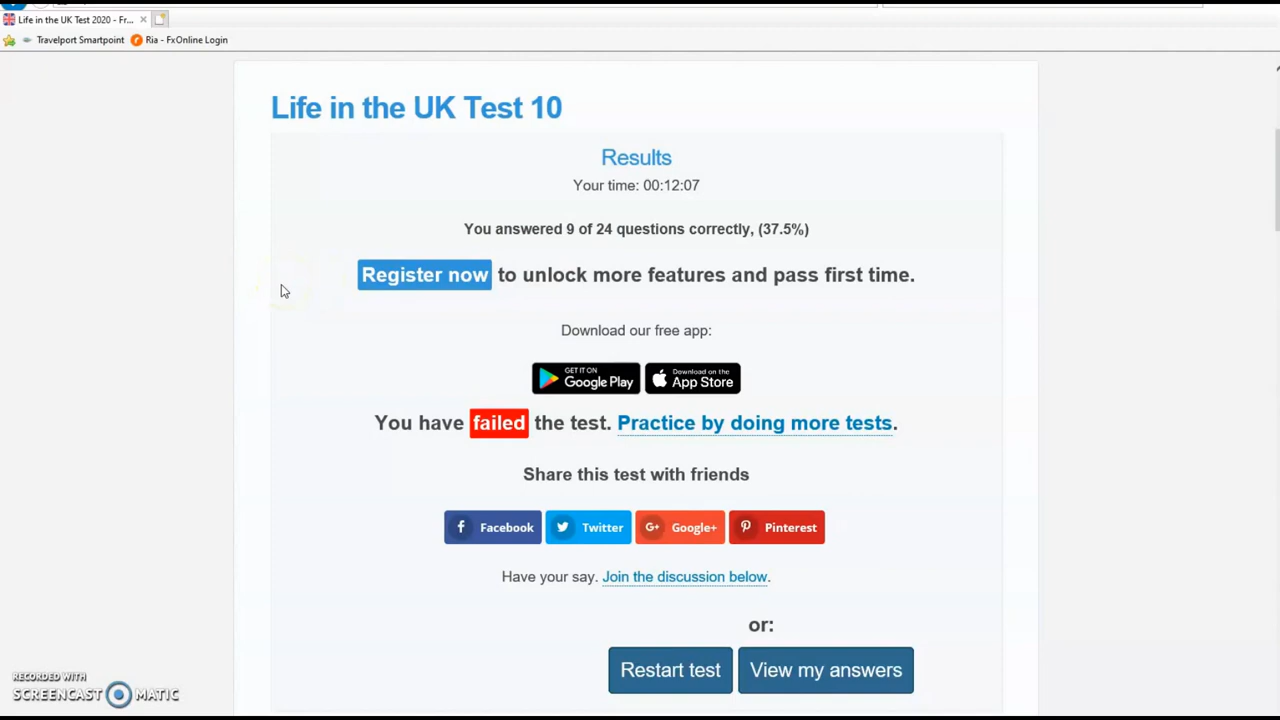 Life in the UK Test 2020 - Fr...
Travelport Smartpoint
Ria - FxOnline Login
Life in the UK Test 10
Results
Your time: 00:12:07
You answered 9 of 24 questions correctly, (37.5%)
Register now to unlock more features and pass first time.
Download our free app:
GET IT ON Google Play
Download on the App Store
You have failed the test. Practice by doing more tests.
Share this test with friends
Facebook Twitter Google+ Pinterest
Have your say. Join the discussion below.
or:
Restart test View my answers
RECORDED WITH
SCREENCAST MATIC